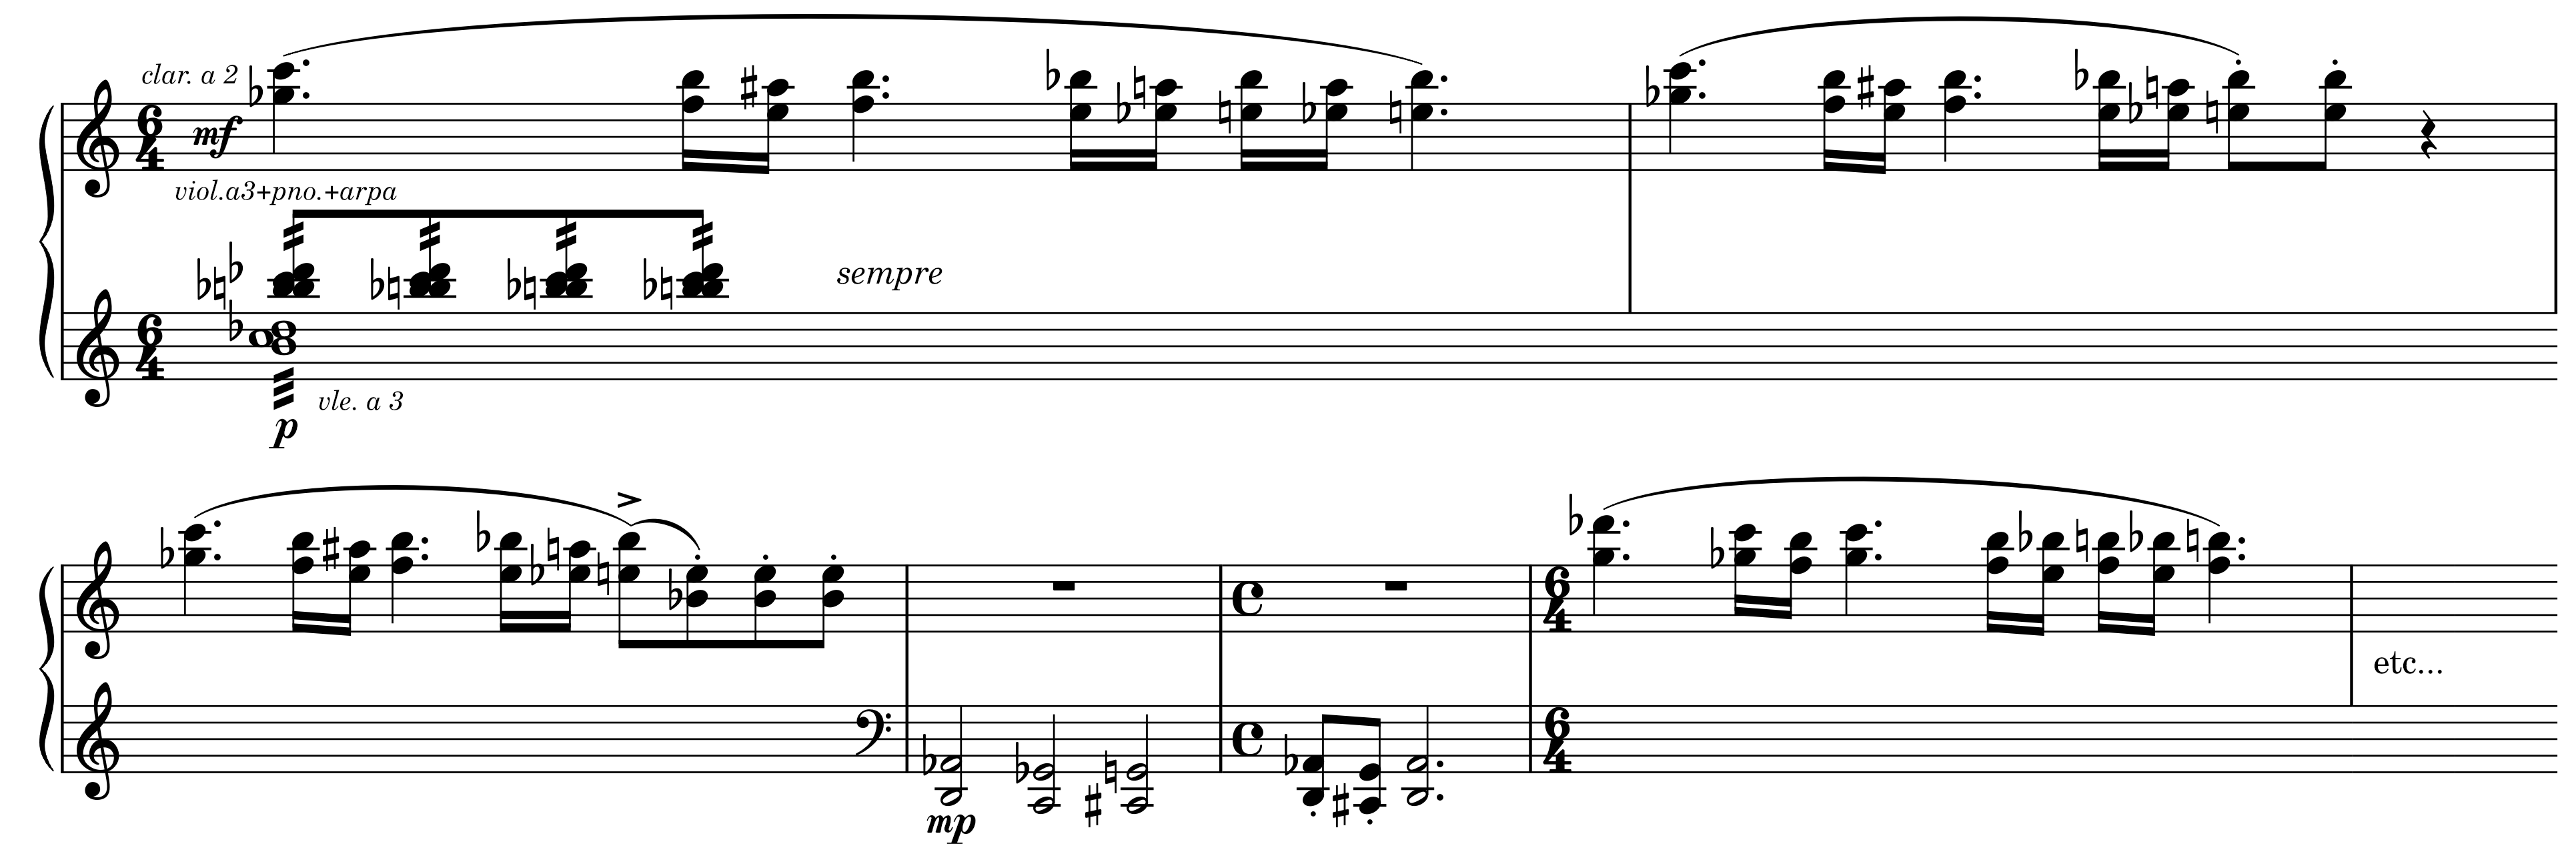 clar. a 2
mf
viol.a3+pno.+arpa
sempre
vle. a 3
p
mp
etc...